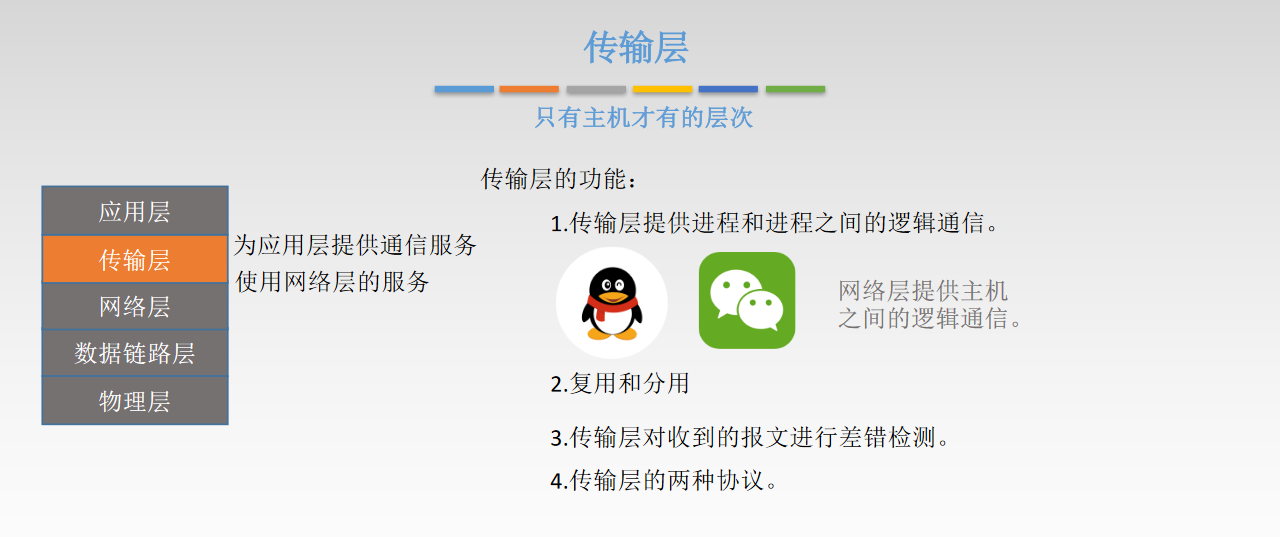 传输层
只有主机才有的层次
应用层
传输层
网络层
数据链路层
物理层
为应用层提供通信服务
使用网络层的服务
传输层的功能：
1.传输层提供进程和进程之间的逻辑通信。
网络层提供主机
之间的逻辑通信。
2.复用和分用
3.传输层对收到的报文进行差错检测。
4.传输层的两种协议。